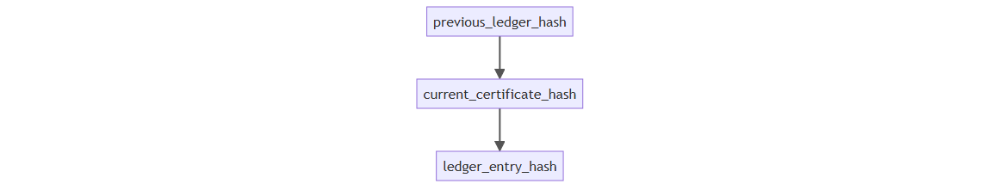 previous_ledger_hash
current_certificate_hash
ledger_entry_hash